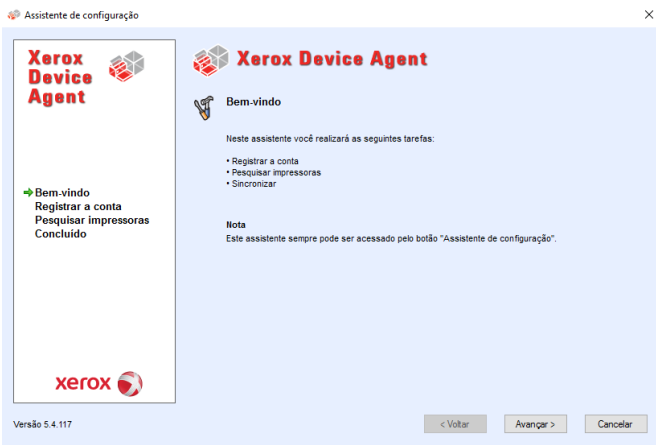 Assistente de configuração
Xerox
Device
Agent
Bem-vindo
Registrar a conta
Pesquisar impressoras
Concluído
xerox
Xerox Device Agent
Bem-vindo
Neste assistente você realizará as seguintes tarefas:
• Registrar a conta
• Pesquisar impressoras
• Sincronizar
Nota
Este assistente sempre pode ser acessado pelo botão "Assistente de configuração".
Versão 5.4.117
< Voltar
Avançar >
Cancelar